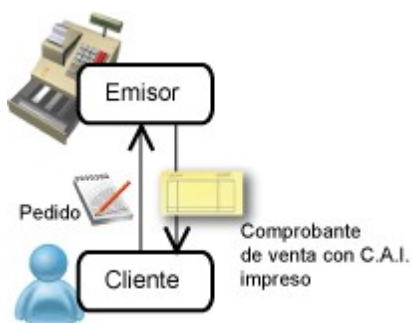 Emisor
Pedido
Comprobante
de venta con C.A.I.
impreso
Cliente